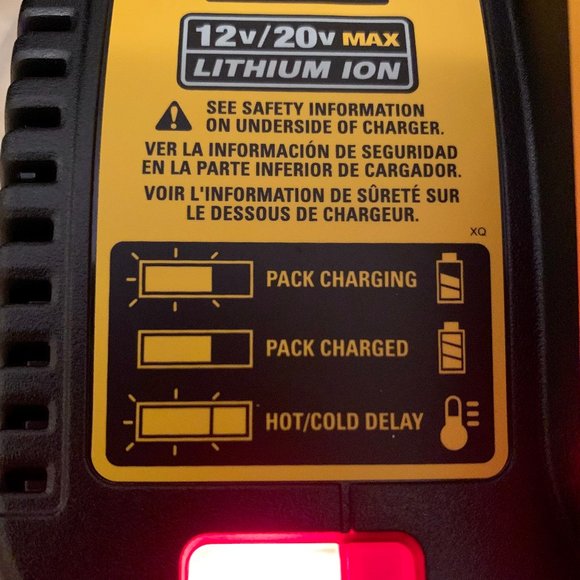 12V/20V MAX
LITHIUM ION
SEE SAFETY INFORMATION
ON UNDERSIDE OF CHARGER.
VER LA INFORMACIÓN DE SEGURIDAD
EN LA PARTE INFERIOR DE CARGADOR.
VOIR L'INFORMATION DE SÛRETÉ SUR
LE DESSOUS DE CHARGEUR.
XQ
PACK CHARGING
PACK CHARGED
HOT/COLD DELAY